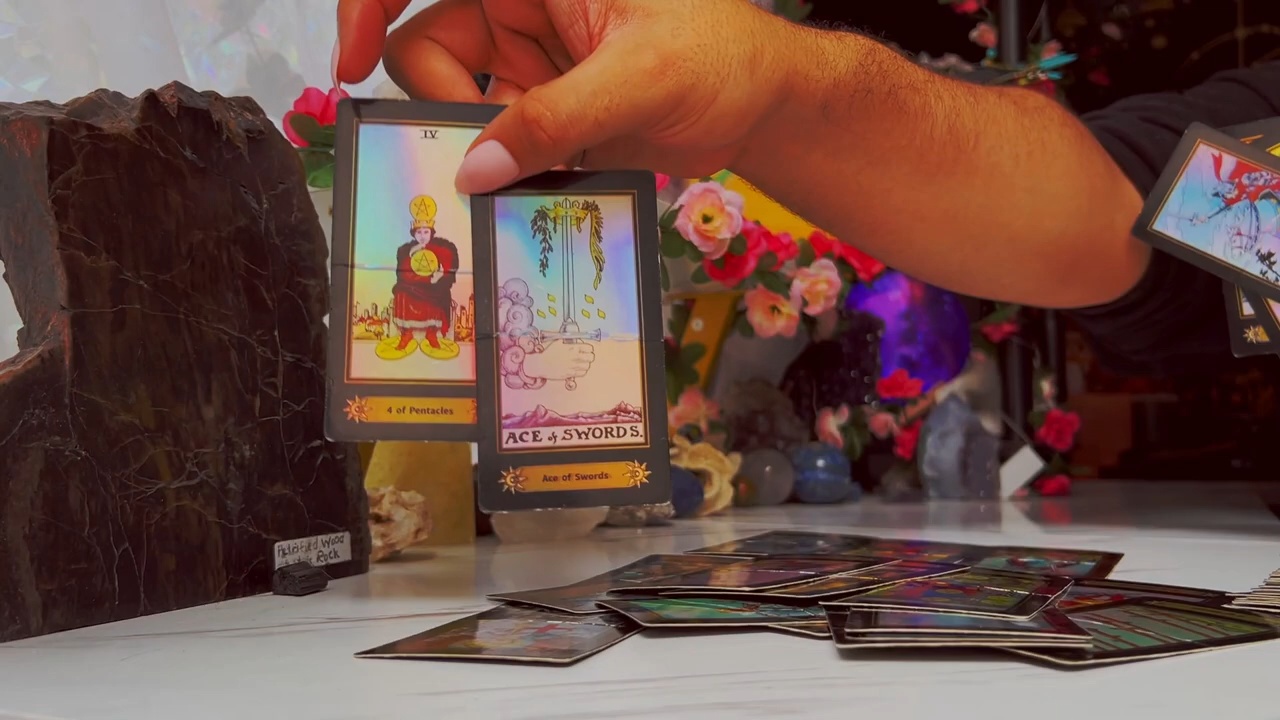 IV
4 of Pentacles
ACE of SWORDS.
Ace of Swords
Petrified Wood
Rock